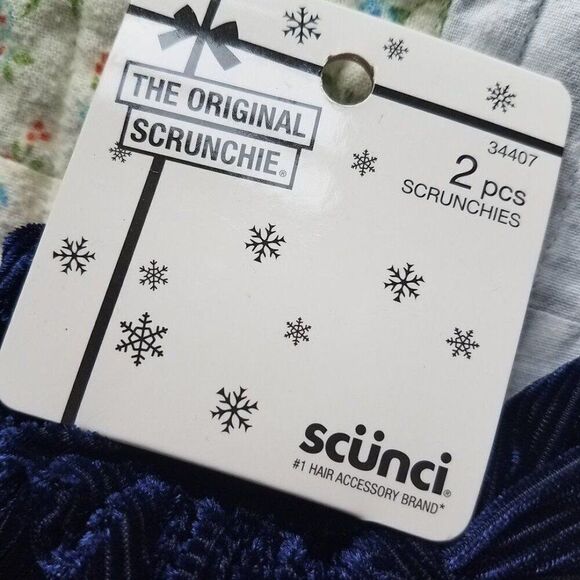 THE ORIGINAL
SCRUNCHIE®
34407
2 pcs
SCRUNCHIES
scünci®
#1 HAIR ACCESSORY BRAND*